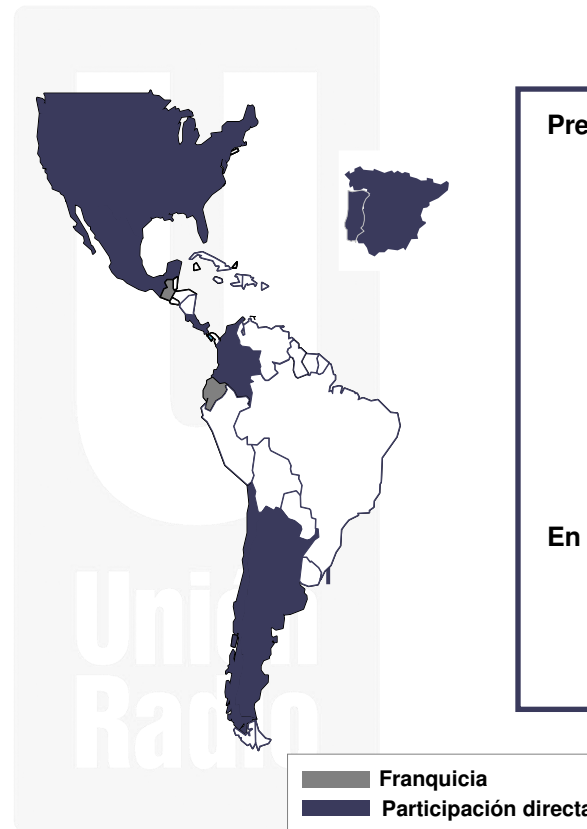 Unión
Radio
Pre
En
Franquicia
Participación directa